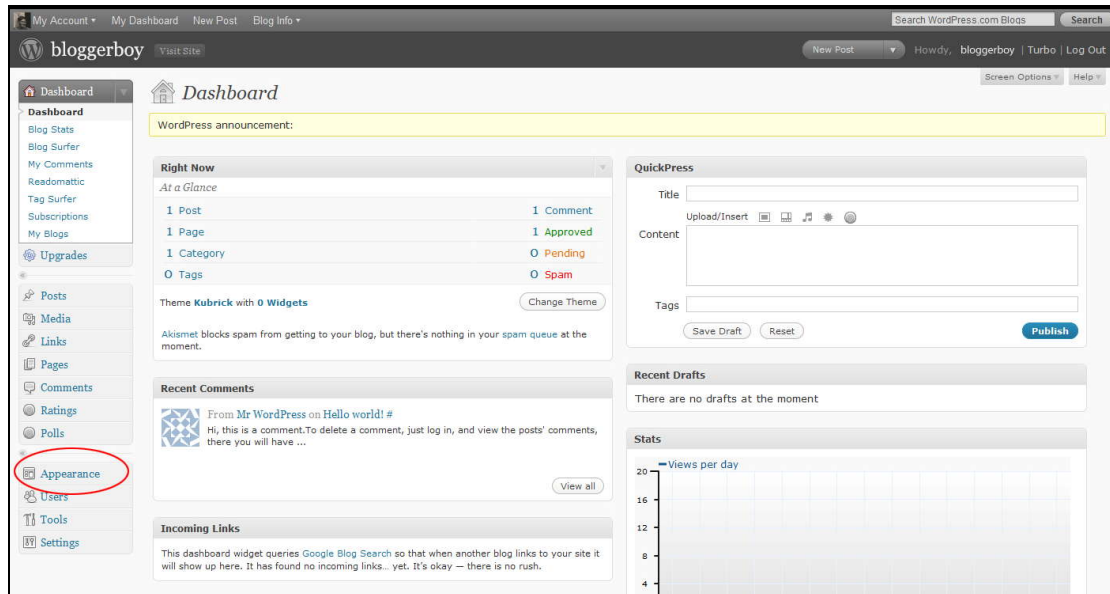 My Account My Dashboard New Post Blog Info Search WordPress.com Blogs Search
bloggerboy Visit Site New Post Howdy, bloggerboy | Turbo | Log Out
Screen Options Help
Dashboard
Dashboard
Blog Stats
Blog Surfer
My Comments
Readomattic
Tag Surfer
Subscriptions
My Blogs
Upgrades
Posts
Media
Links
Pages
Comments
Ratings
Polls
Appearance
Users
Tools
Settings
Dashboard
WordPress announcement:
Right Now
At a Glance
1 Post 1 Comment
1 Page 1 Approved
1 Category 0 Pending
0 Tags 0 Spam
Theme Kubrick with 0 Widgets Change Theme
Akismet blocks spam from getting to your blog, but there's nothing in your spam queue at the
moment.
Recent Comments
From Mr WordPress on Hello world! #
Hi, this is a comment.To delete a comment, just log in, and view the posts' comments,
there you will have ...
View all
Incoming Links
This dashboard widget queries Google Blog Search so that when another blog links to your site it
will show up here. It has found no incoming links... yet. It's okay — there is no rush.
QuickPress
Title
Upload/Insert
Content
Tags
Save Draft Reset Publish
Recent Drafts
There are no drafts at the moment
Stats
Views per day
20
16
12
8
4